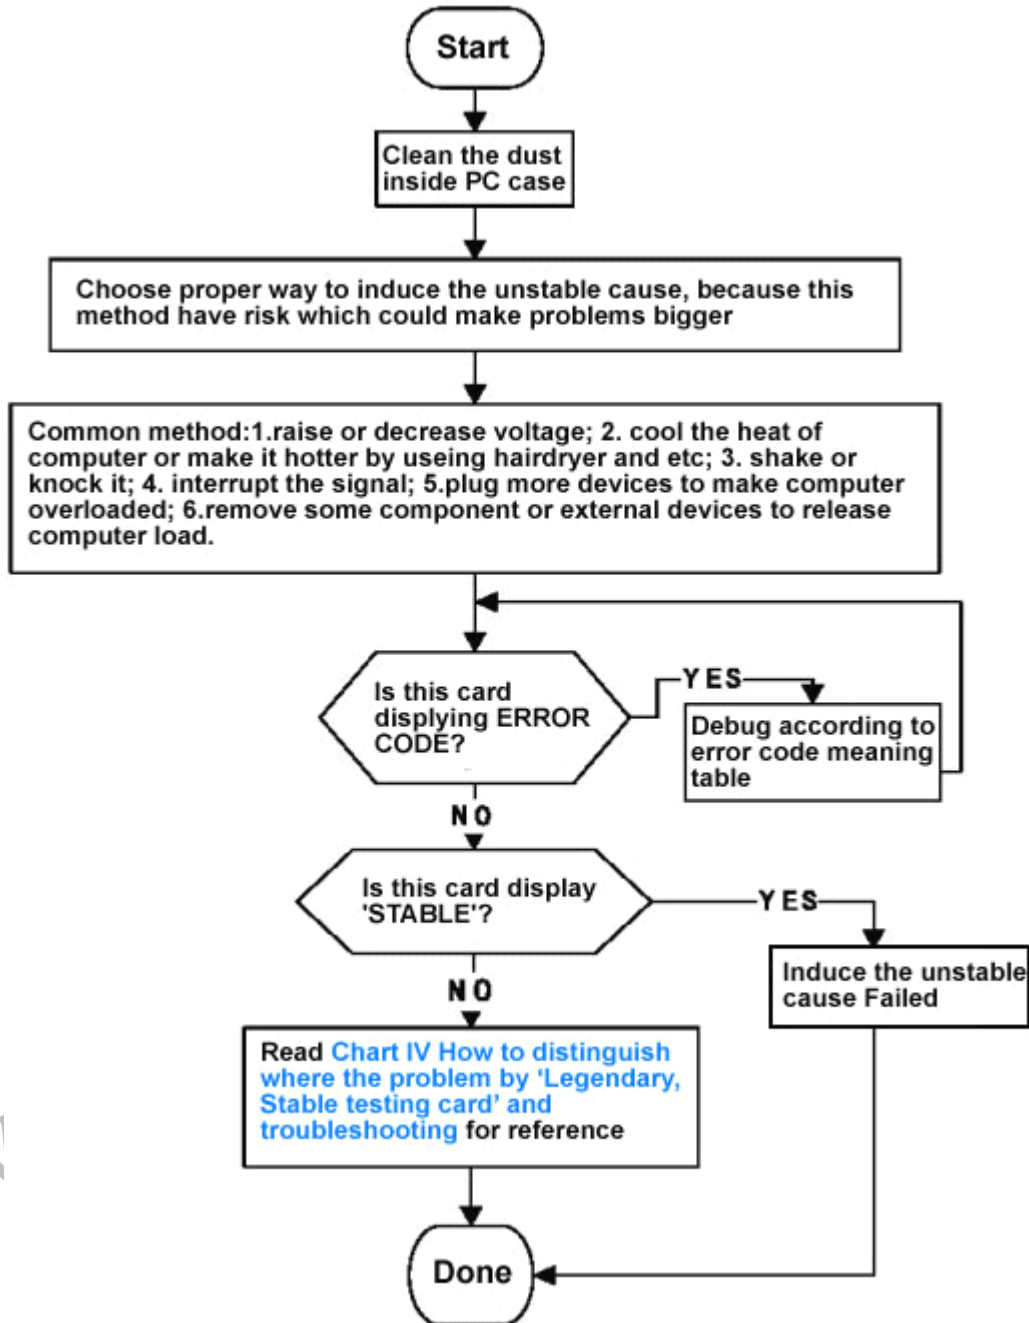 Start
Clean the dust
inside PC case
Choose proper way to induce the unstable cause, because this
method have risk which could make problems bigger
Common method:1.raise or decrease voltage; 2. cool the heat of
computer or make it hotter by useing hairdryer and etc; 3. shake or
knock it; 4. interrupt the signal; 5.plug more devices to make computer
overloaded; 6.remove some component or external devices to release
computer load.
Is this card
displying ERROR
CODE?
YES
Debug according to
error code meaning
table
NO
Is this card display
'STABLE'?
YES
Induce the unstable
cause Failed
NO
Read Chart IV How to distinguish
where the problem by ‘Legendary,
Stable testing card’ and
troubleshooting for reference
Done